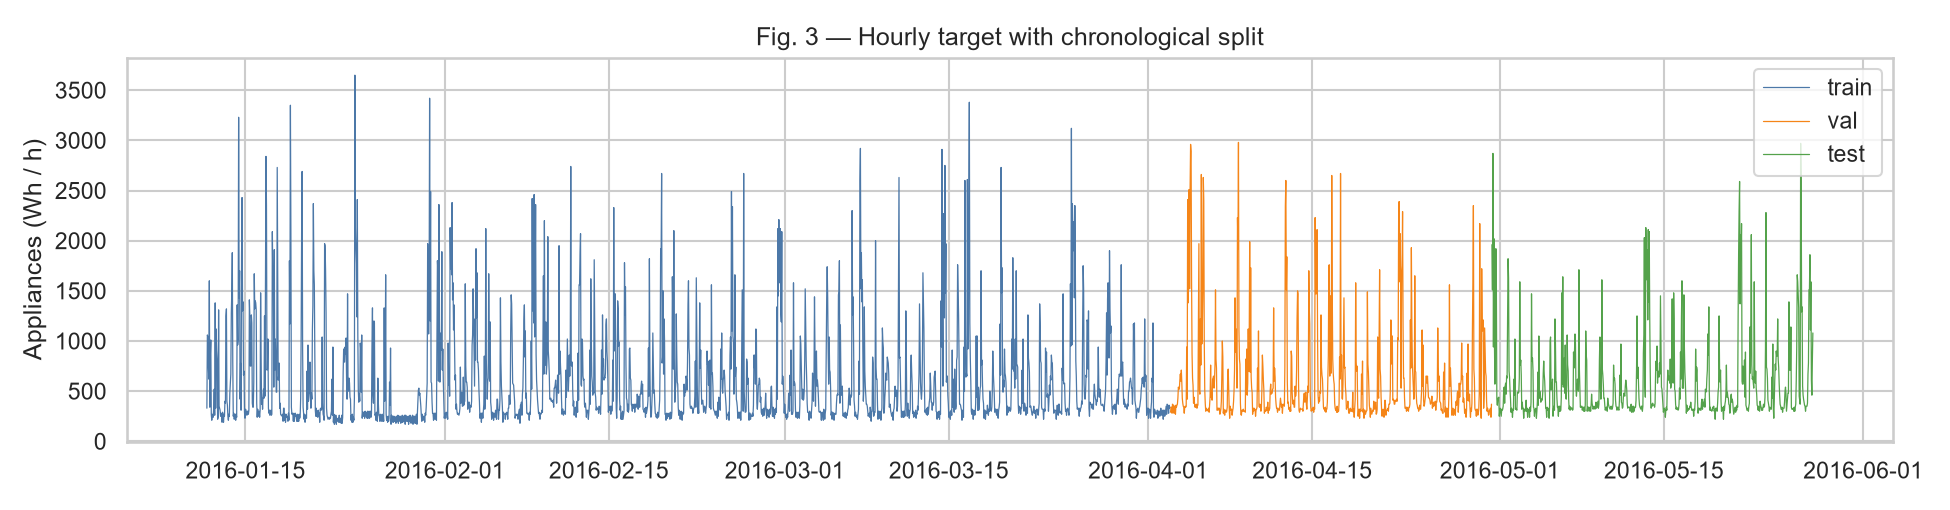 Fig. 3 — Hourly target with chronological split
Appliances (Wh / h)
3500
3000
2500
2000
1500
1000
500
0
train
val
test
2016-01-15 2016-02-01 2016-02-15 2016-03-01 2016-03-15 2016-04-01 2016-04-15 2016-05-01 2016-05-15 2016-06-01